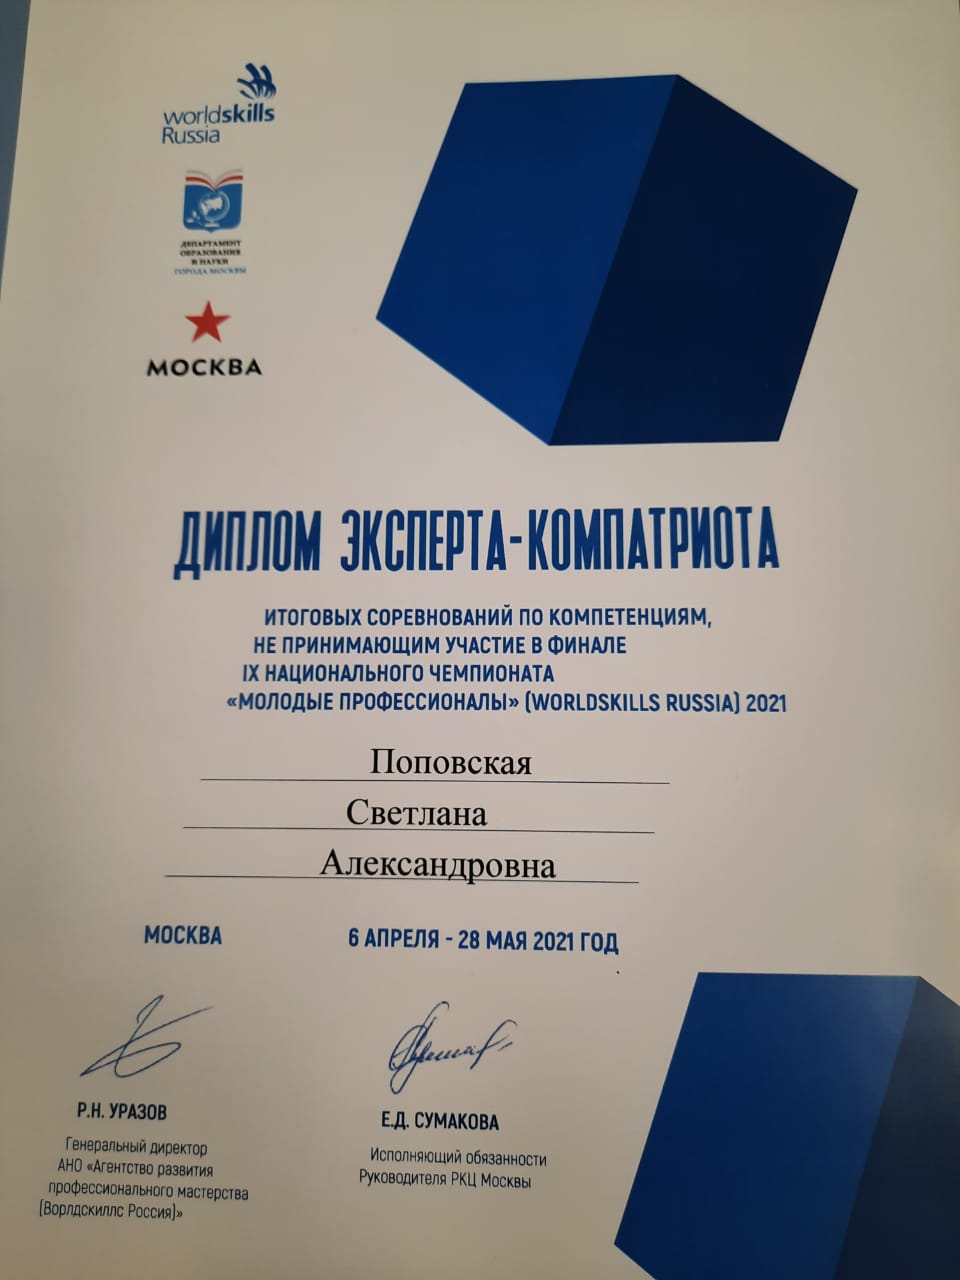 worldskills
Russia
ДЕПАРТАМЕНТ
ОБРАЗОВАНИЯ
И НАУКИ
ГОРОДА МОСКВЫ
МОСКВА
ДИПЛОМ ЭКСПЕРТА-КОМПАТРИОТА
ИТОГОВЫХ СОРЕВНОВАНИЙ ПО КОМПЕТЕНЦИЯМ,
НЕ ПРИНИМАЮЩИМ УЧАСТИЕ В ФИНАЛЕ
IX НАЦИОНАЛЬНОГО ЧЕМПИОНАТА
«МОЛОДЫЕ ПРОФЕССИОНАЛЫ» (WORLDSKILLS RUSSIA) 2021
Поповская
Светлана
Александровна
МОСКВА
6 АПРЕЛЯ - 28 МАЯ 2021 ГОД
Р.Н. УРАЗОВ
Генеральный директор
АНО «Агентство развития
профессионального мастерства
(Ворлдскиллс Россия)»
Е.Д. СУМАКОВА
Исполняющий обязанности
Руководителя РКЦ Москвы